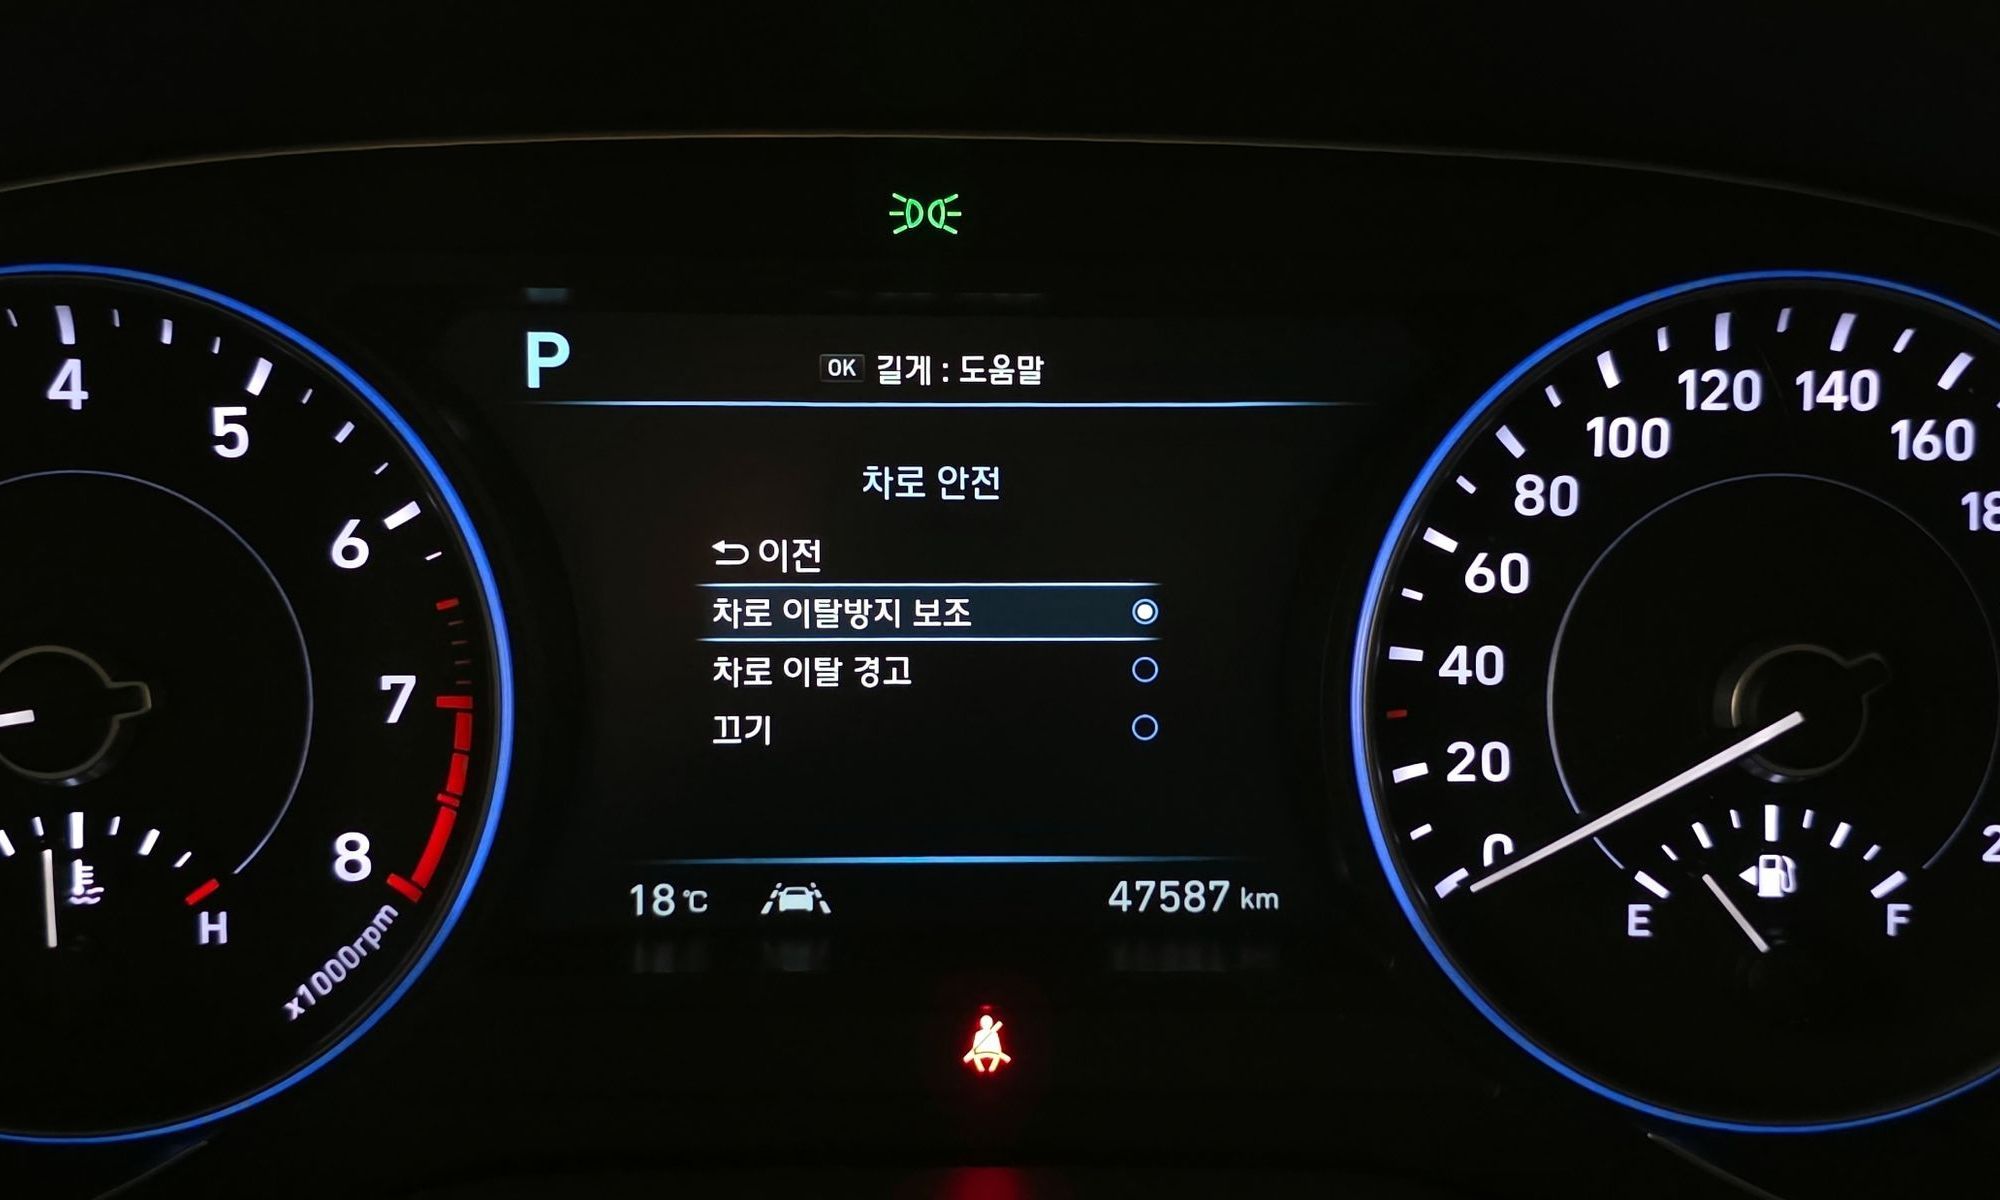 P
OK 길게 : 도움말
차로 안전
이전
차로 이탈방지 보조
차로 이탈 경고
끄기
18℃
47587 km
4
5
6
7
8
x1000rpm
H
0
20
40
60
80
100
120
140
160
E
F